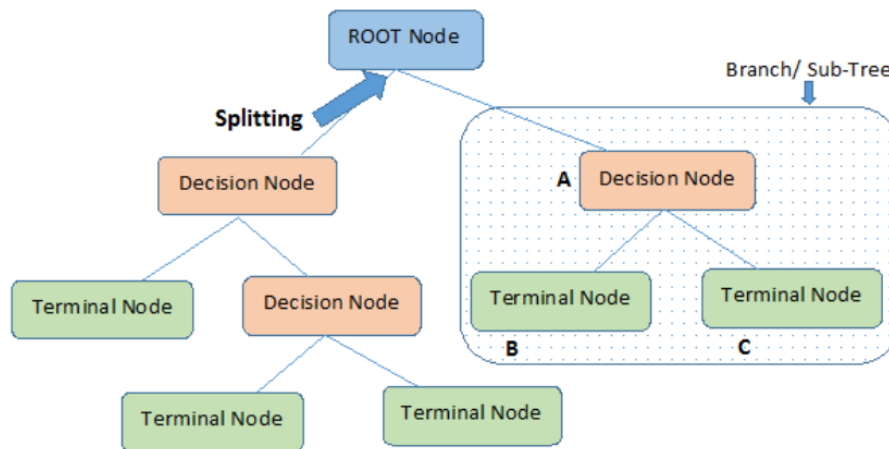 ROOT Node
Branch/ Sub-Tree
Splitting
Decision Node
A
Decision Node
Terminal Node
Decision Node
Terminal Node
Terminal Node
B
C
Terminal Node
Terminal Node